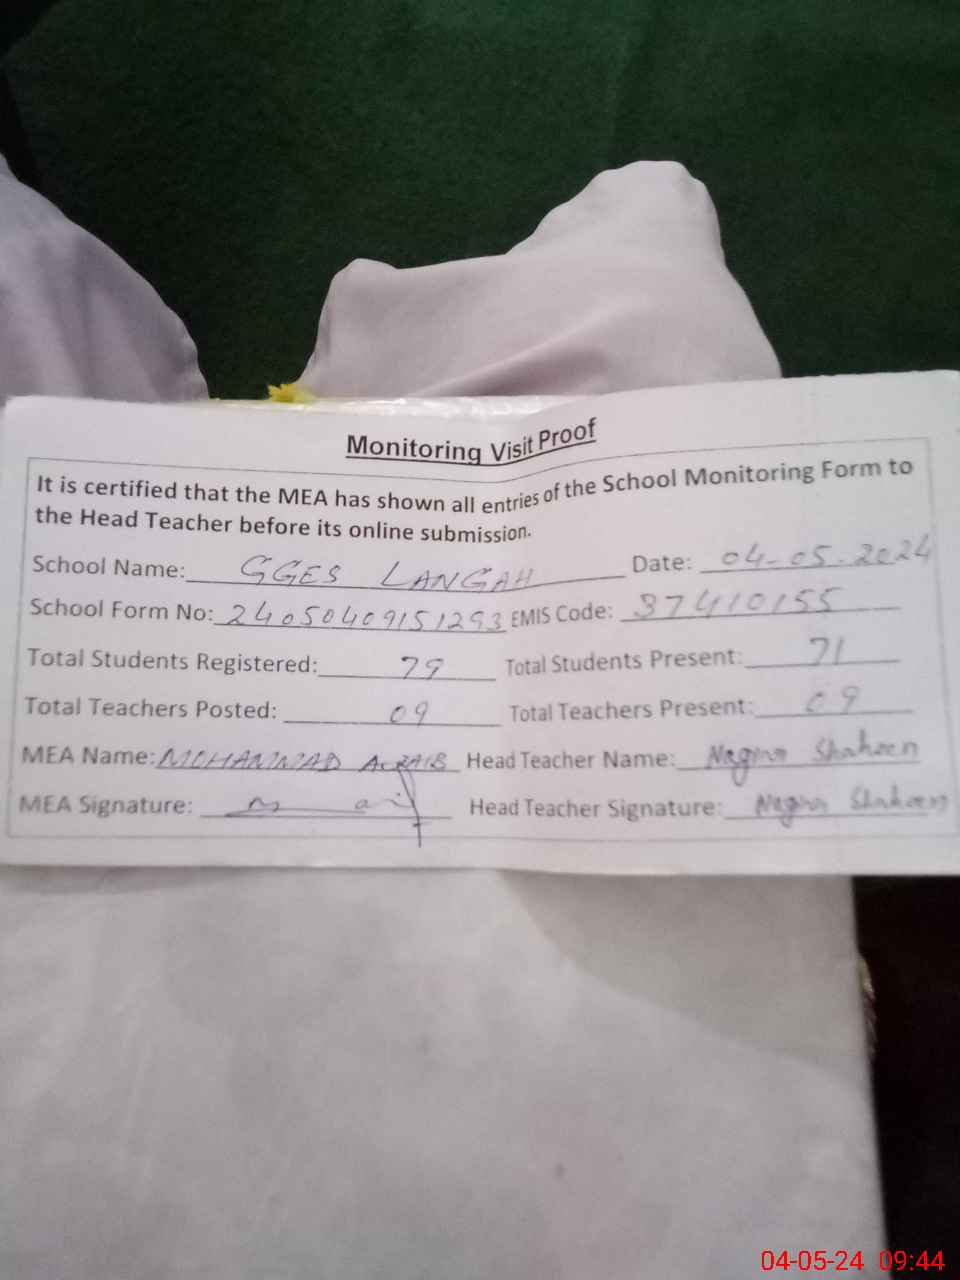 Monitoring Visit Proof
It is certified that the MEA has shown all entries of the School Monitoring Form to
the Head Teacher before its online submission.
School Name: GGES LANGAH Date: 04-05-2024
School Form No: 24050409151293 EMIS Code: 37410155
Total Students Registered: 79 Total Students Present: 71
Total Teachers Posted: 09 Total Teachers Present: 09
MEA Name: MOHAMMAD Head Teacher Name: Nagina Shaheen
MEA Signature: Head Teacher Signature: Nagina Shaheen
04-05-24 09:44